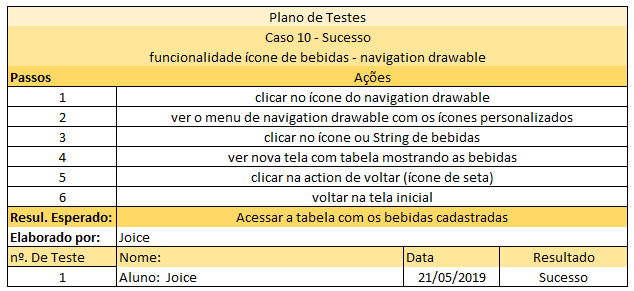 Plano de Testes
Caso 10 - Sucesso
funcionalidade ícone de bebidas - navigation drawable
Passos Ações
1 clicar no ícone do navigation drawable
2 ver o menu de navigation drawable com os ícones personalizados
3 clicar no ícone ou String de bebidas
4 ver nova tela com tabela mostrando as bebidas
5 clicar na action de voltar (ícone de seta)
6 voltar na tela inicial
Resul. Esperado: Acessar a tabela com os bebidas cadastradas
Elaborado por: Joice
nº. De Teste Nome: Data Resultado
1 Aluno: Joice 21/05/2019 Sucesso